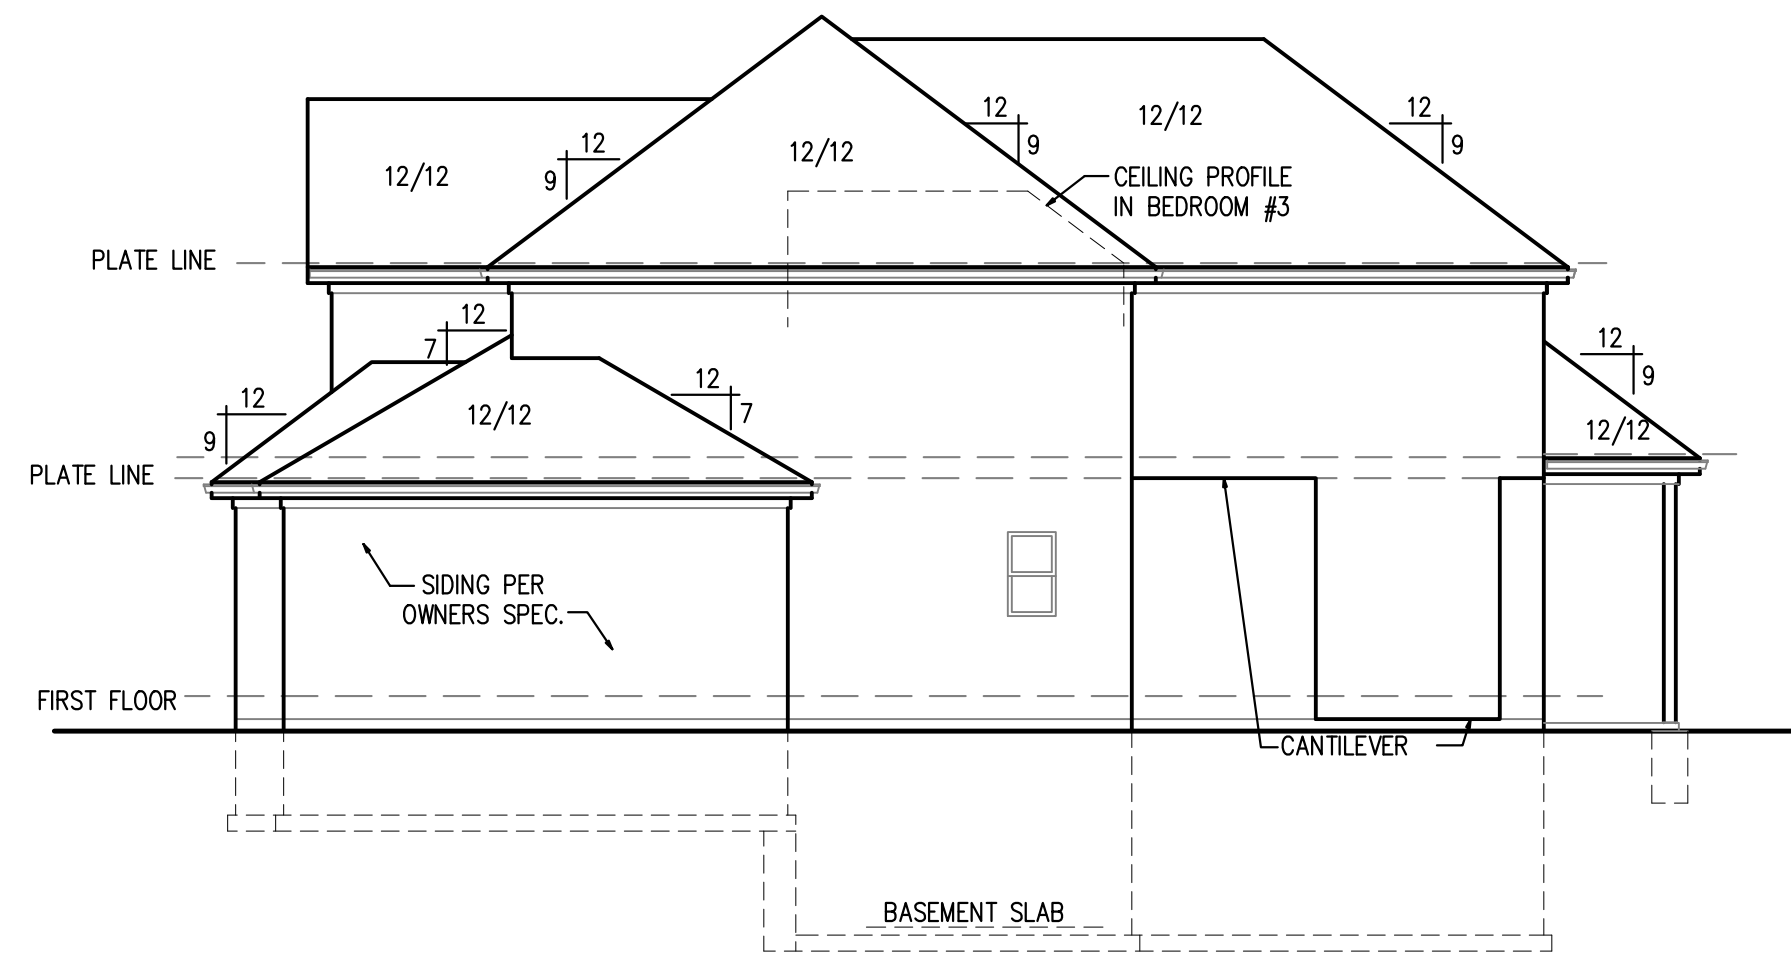 12
9
12/12
12
9
12/12
12
9
12/12
CEILING PROFILE
IN BEDROOM #3
PLATE LINE
12
7
12
9
12
9
12
7
12/12
12/12
PLATE LINE
SIDING PER
OWNERS SPEC.
FIRST FLOOR
CANTILEVER
BASEMENT SLAB